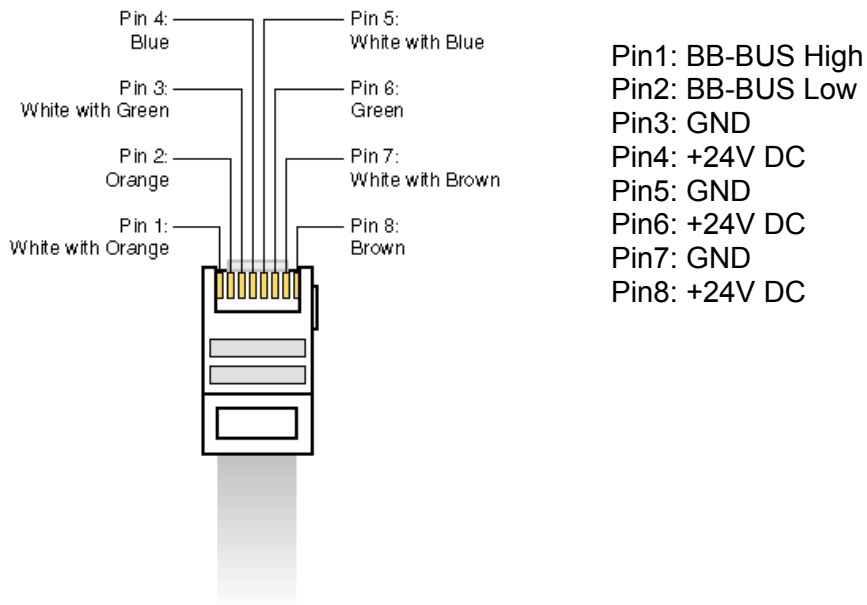 Pin 4:
Blue
Pin 5:
White with Blue
Pin 3:
White with Green
Pin 6:
Green
Pin 2:
Orange
Pin 7:
White with Brown
Pin 1:
White with Orange
Pin 8:
Brown
Pin1: BB-BUS High
Pin2: BB-BUS Low
Pin3: GND
Pin4: +24V DC
Pin5: GND
Pin6: +24V DC
Pin7: GND
Pin8: +24V DC